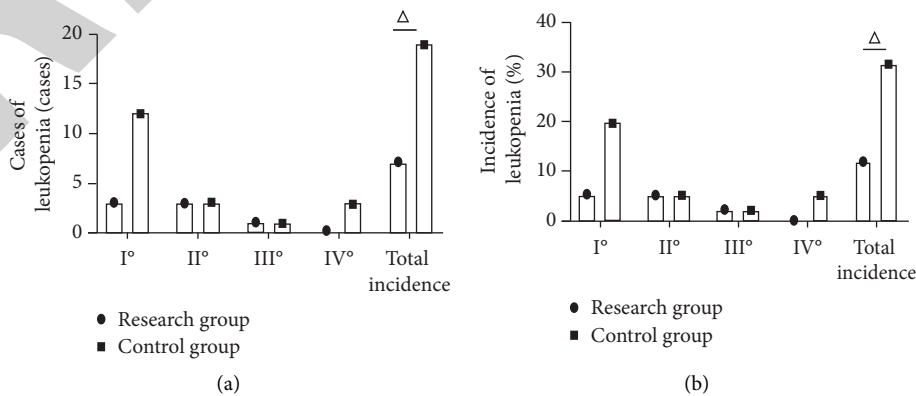 Cases of
leukopenia (cases)
20
15
10
5
0
Δ
I° II° III° IV° Total
incidence
Research group
Control group
(a)
Incidence of
leukopenia (%)
40
30
20
10
0
Δ
I° II° III° IV° Total
incidence
Research group
Control group
(b)